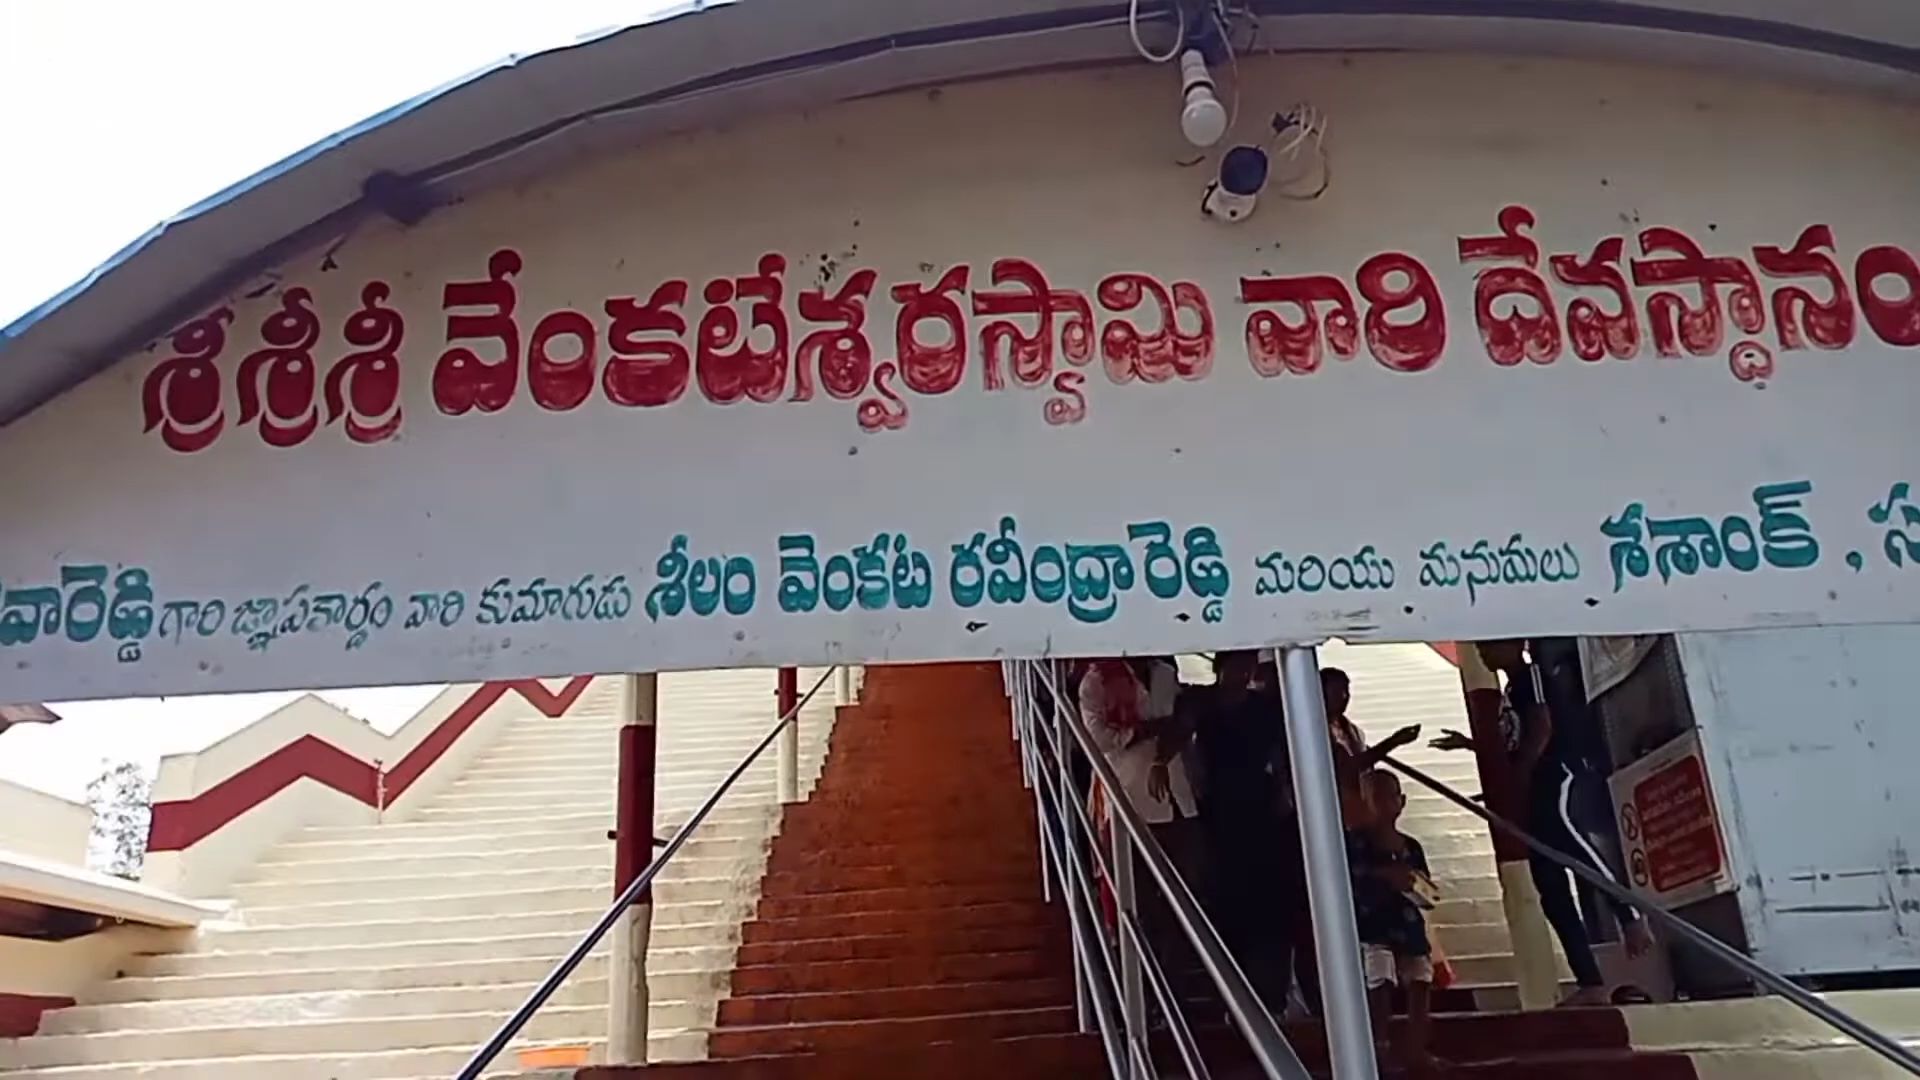 శ్రీశ్రీశ్రీ వేంకటేశ్వరస్వామి వారి దేవస్థానం
గారి జ్ఞాపకార్థం వారి కుమారుడు శీలం వెంకట రవీంద్రారెడ్డి మరియు మనుమలు శశాంక్ ,